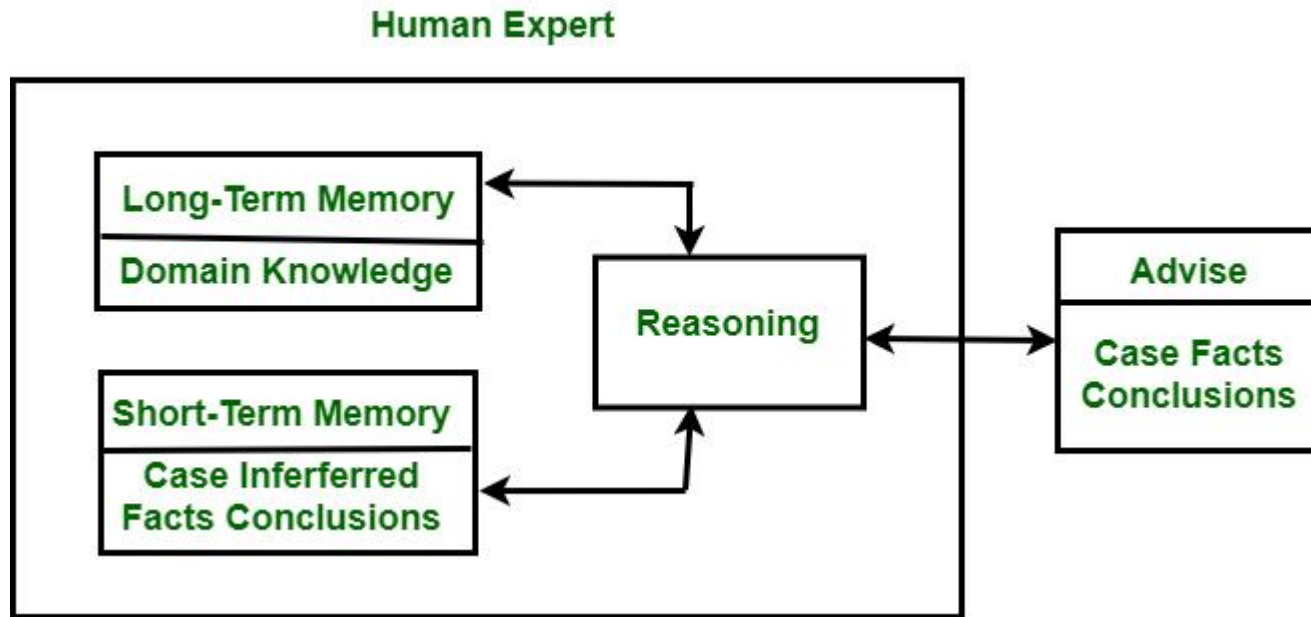 Human Expert
Long-Term Memory
Domain Knowledge
Short-Term Memory
Case Inferferred
Facts Conclusions
Reasoning
Advise
Case Facts
Conclusions